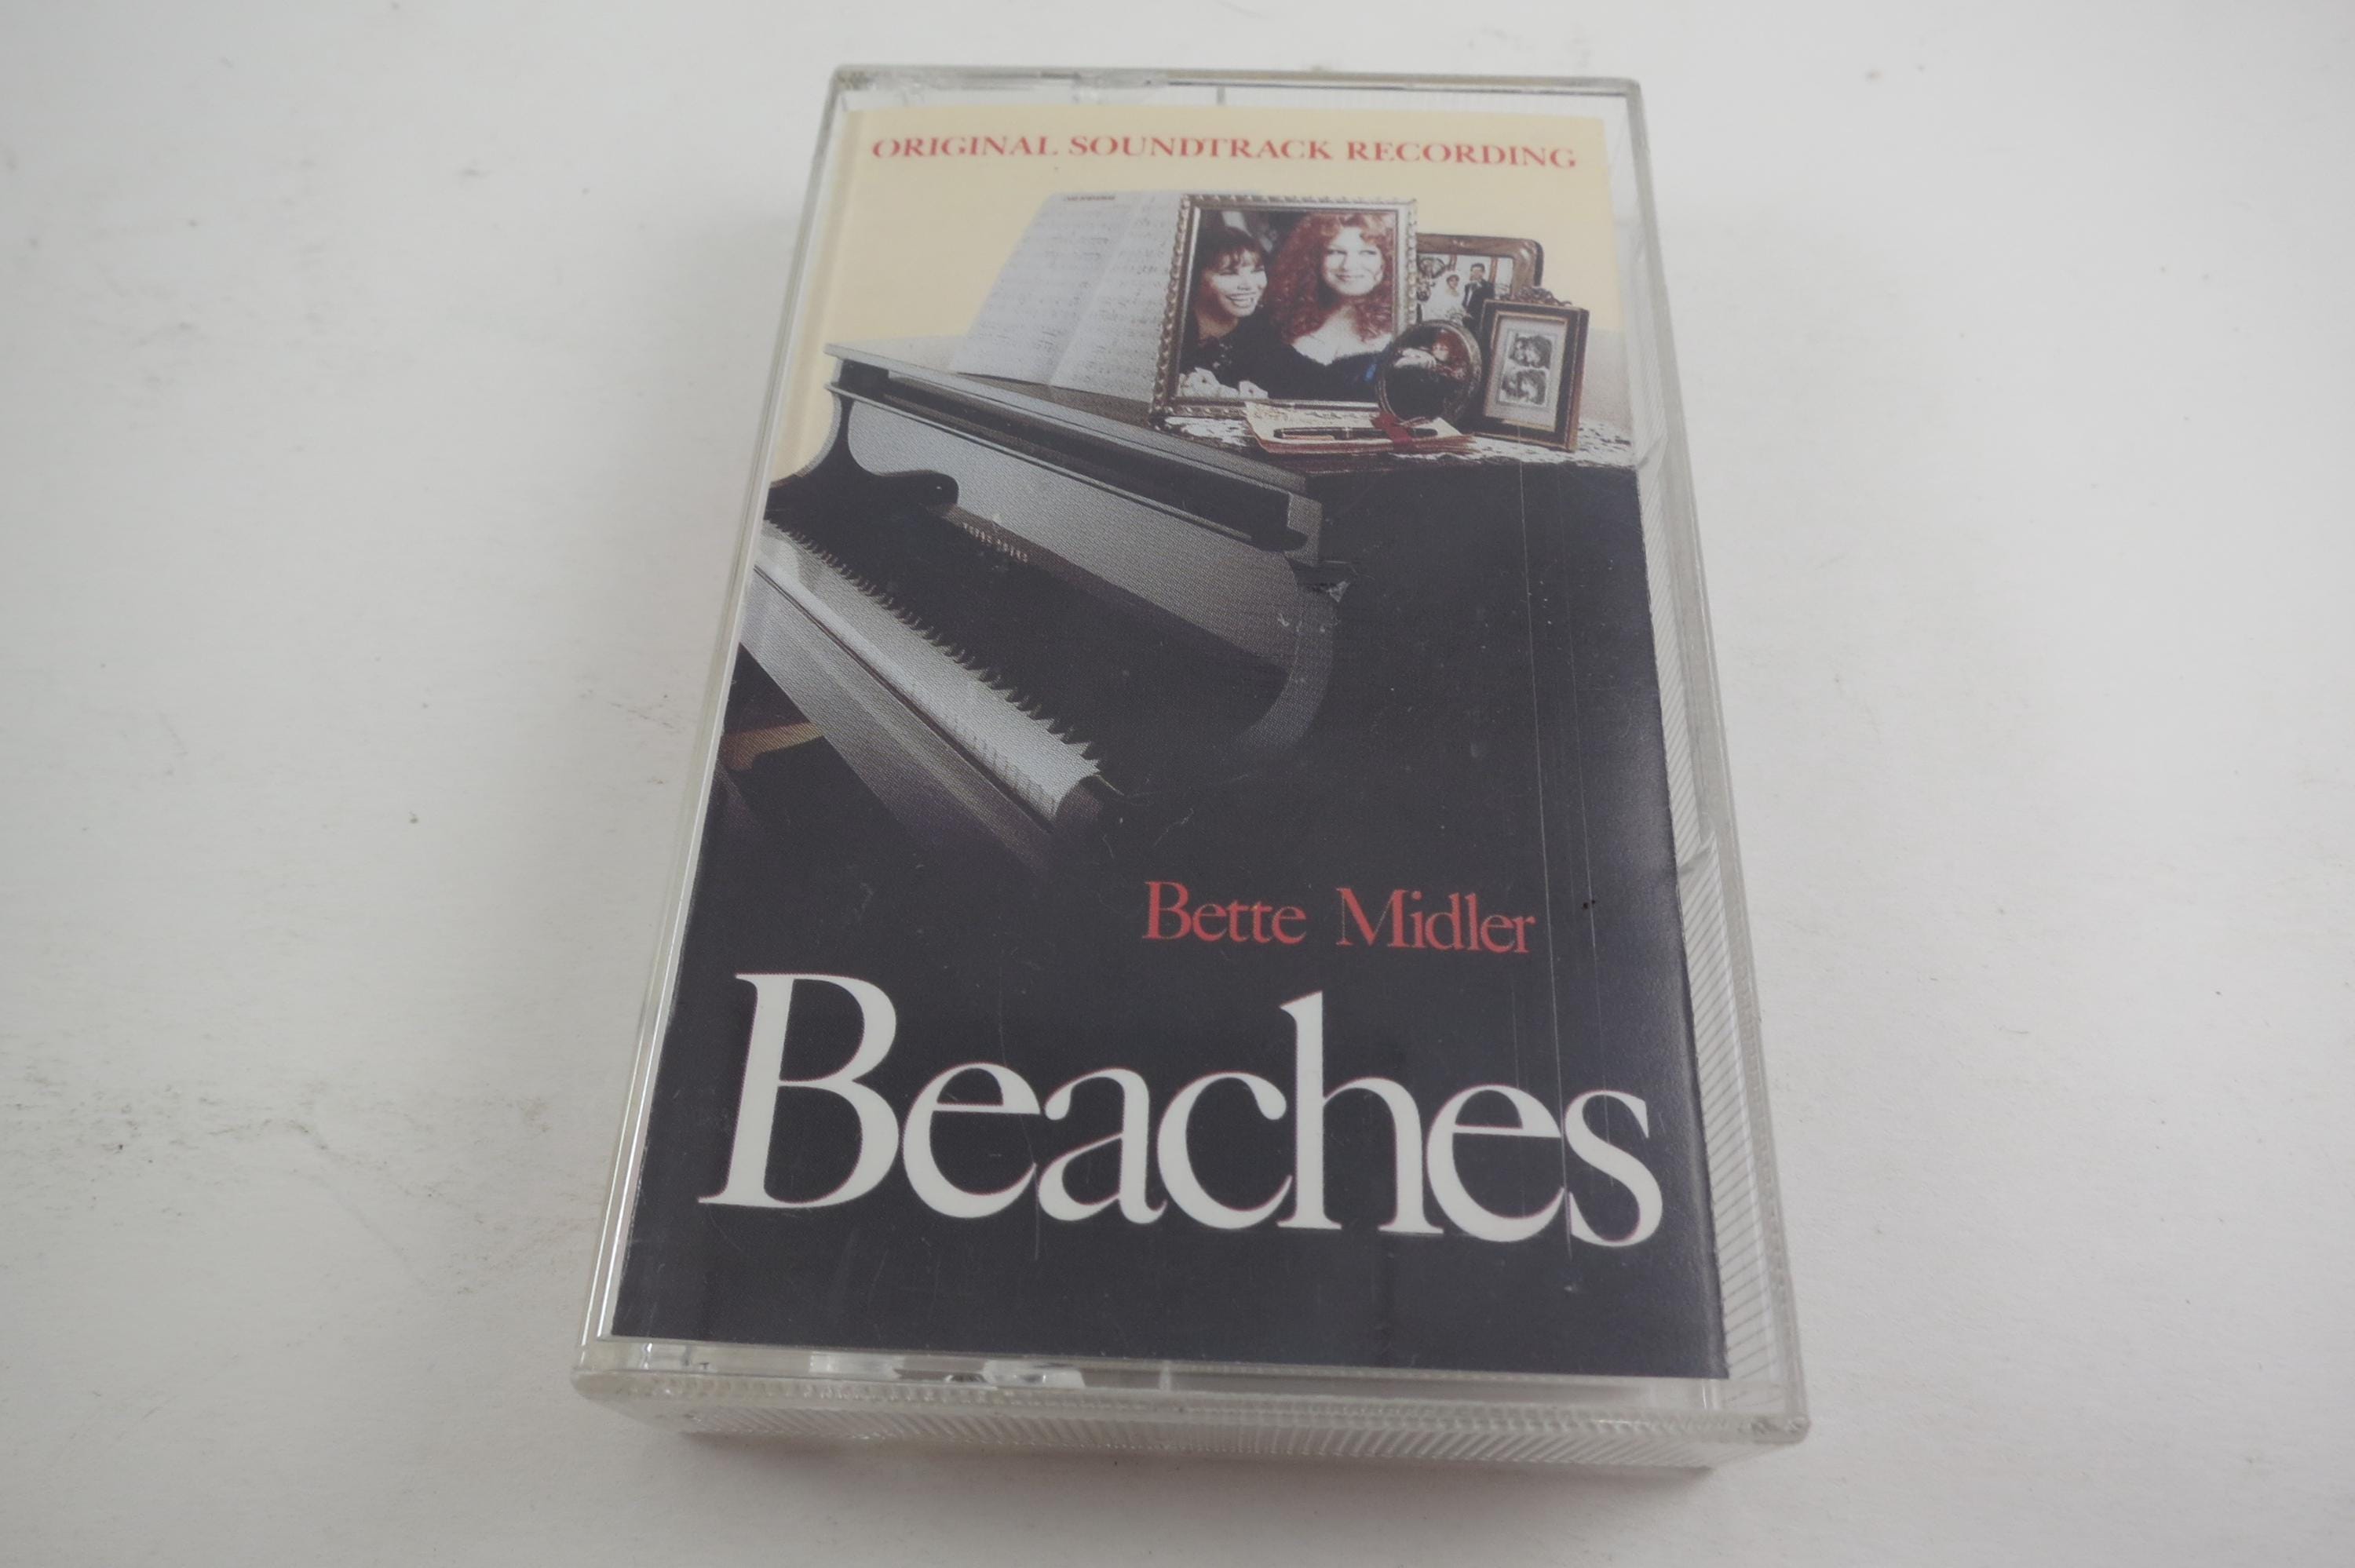 ORIGINAL SOUNDTRACK RECORDING
Bette Midler
Beaches